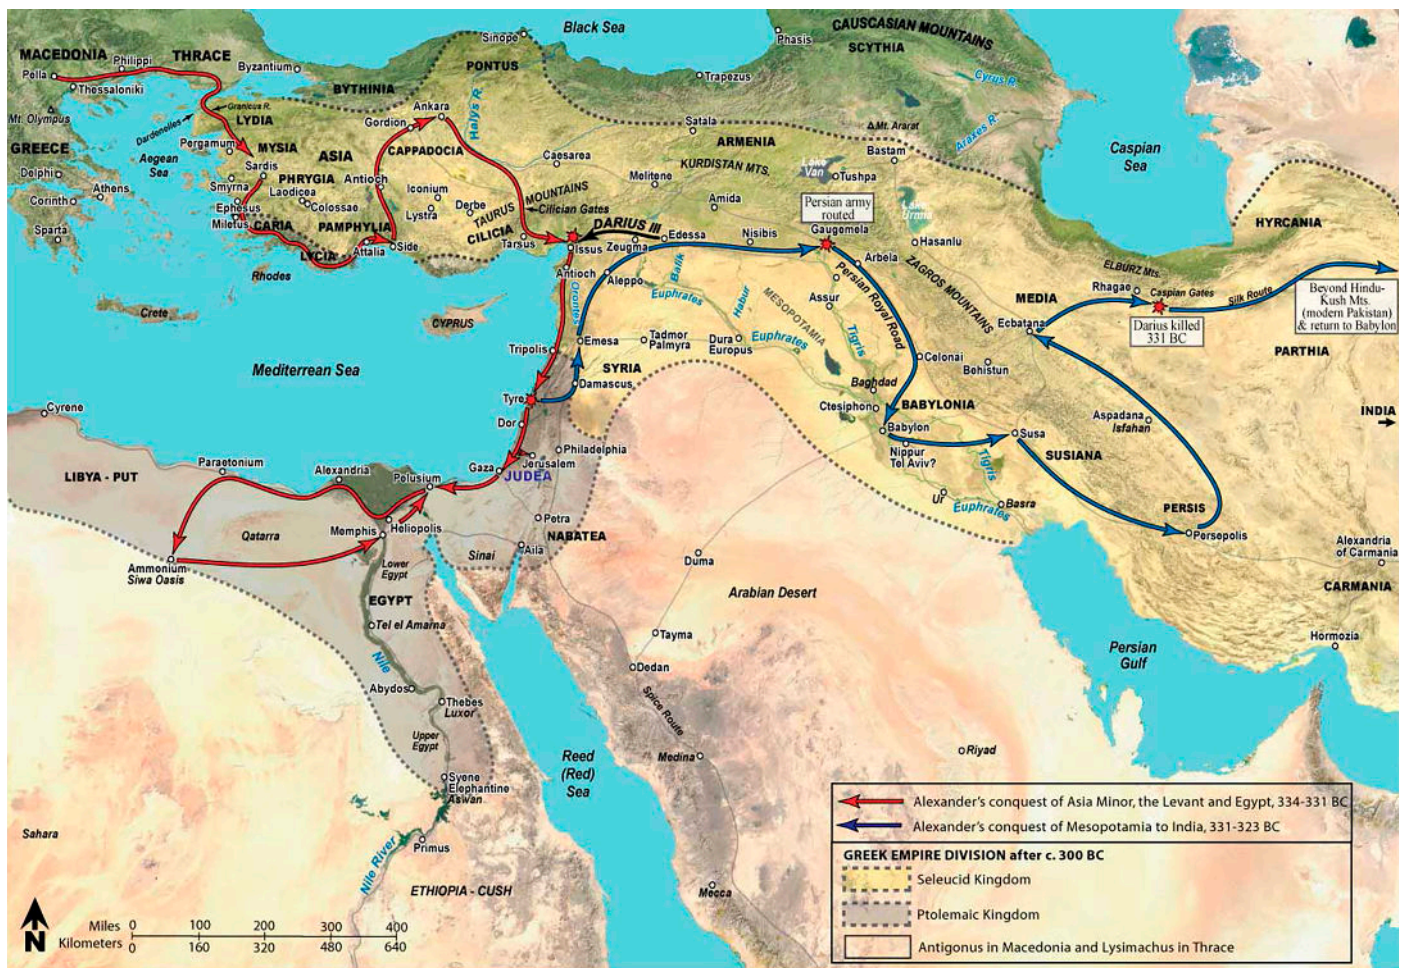 Black Sea
CAUSCASIAN MOUNTAINS
SCYTHIA
Phasis
Sinope
MACEDONIA
THRACE
Philippi
Pella
Thessaloniki
Byzantium
BYTHINIA
PONTUS
Trapezus
Cyrus R.
Araxes R.
Mt. Olympus
Dardenelles
Granicus R.
LYDIA
Ankara
Gordion
Halys R.
Satala
ARMENIA
Mt. Ararat
Caspian
Sea
GREECE
Pergamum
MYSIA
ASIA
CAPPADOCIA
Caesarea
KURDISTAN MTS.
Bastam
Aegean
Sea
Delphi
Sardis
PHRYGIA
Antioch
Melitene
Lake
Van
Tushpa
Athens
Smyrna
Laodicea
Colossae
Iconium
Lystra
Derbe
TAURUS MOUNTAINS
Cilician Gates
Amida
Persian army
routed
Gaugemela
Lake
Urmia
Corinth
Ephesus
Miletus
CARIA
PAMPHYLIA
CILICIA
Tarsus
DARIUS III
Edessa
Nisibis
Hasanlu
HYRCANIA
Sparta
LYCIA
Attalia
Side
Issus
Zeugma
Arbela
ZAGROS MOUNTAINS
ELBURZ Mts.
Rhodes
Antioch
Aleppo
Orontes
Balik
Euphrates
Habur
MESOPOTAMIA
Assur
Persian Royal Road
MEDIA
Rhagae
Caspian Gates
Silk Route
Beyond Hindu-
Kush Mts.
(modern Pakistan)
& return to Babylon
Crete
CYPRUS
Darius killed
331 BC
Ecbatana
Tripolis
Emesa
Tadmor
Palmyra
Dura
Europus
Euphrates
Tigris
Celonai
Behistun
PARTHIA
Mediterrean Sea
SYRIA
Damascus
Baghdad
Tyre
Ctesiphon
BABYLONIA
Cyrene
Dor
Babylon
Susa
Aspadana
Isfahan
INDIA
Philadelphia
Jerusalem
Nippur
Tel Aviv?
Tigris
SUSIANA
LIBYA - PUT
Paraetonium
Alexandria
Pelusium
Gaza
JUDEA
Ur
Euphrates
Basra
PERSIS
Persepolis
Petra
Qatarra
Memphis
Heliopolis
NABATEA
Sinai
Aila
Alexandria
of Carmania
Ammonium
Siwa Oasis
Lower
Egypt
Duma
CARMANIA
EGYPT
Arabian Desert
Tel el Amarna
Tayma
Hormozia
Nile
Dedan
Persian
Gulf
Abydos
Thebes
Luxor
Spice Route
Upper
Egypt
Reed
(Red)
Sea
Medina
Riyad
Syene
Elephantine
Aswan
Sahara
Primus
Nile River
ETHIOPIA - CUSH
Mecca
Alexander's conquest of Asia Minor, the Levant and Egypt, 334-331 BC
Alexander's conquest of Mesopotamia to India, 331-323 BC
GREEK EMPIRE DIVISION after c. 300 BC
Seleucid Kingdom
Ptolemaic Kingdom
Antigonus in Macedonia and Lysimachus in Thrace
N
Miles 0 100 200 300 400
Kilometers 0 160 320 480 640